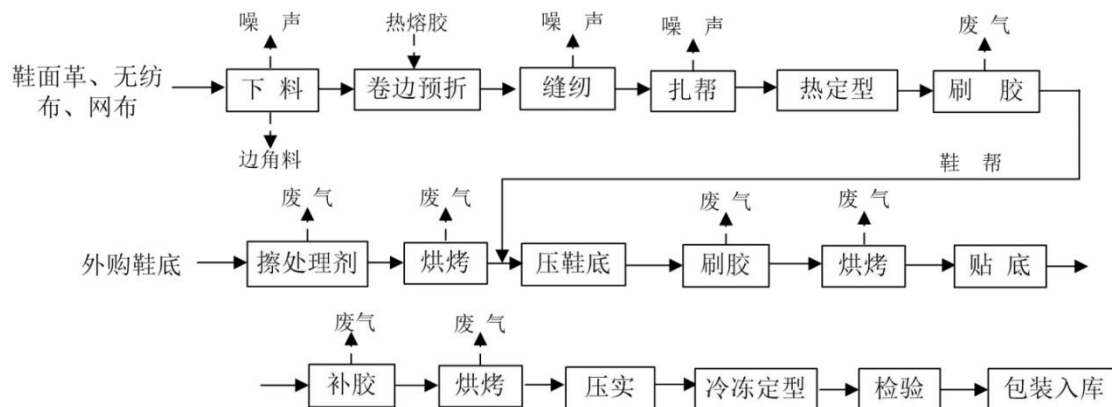 噪 声
热熔胶
噪 声
噪 声
废 气
鞋面革、无纺
布、网布
下 料
卷边预折
缝纫
扎帮
热定型
刷 胶
边角料
鞋 帮
废 气
废 气
废 气
废 气
外购鞋底
擦处理剂
烘烤
压鞋底
刷胶
烘烤
贴 底
废气
废 气
补胶
烘烤
压实
冷冻定型
检验
包装入库